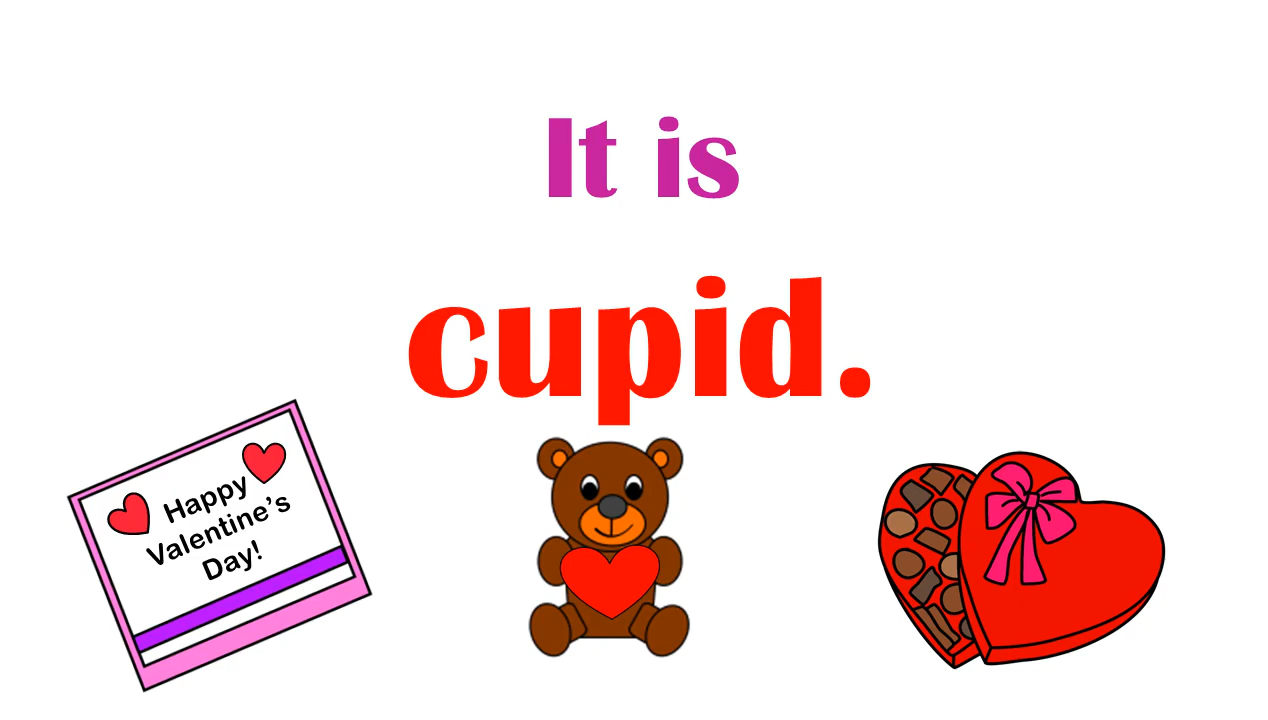 It is
cupid.
Happy
Valentine’s
Day!